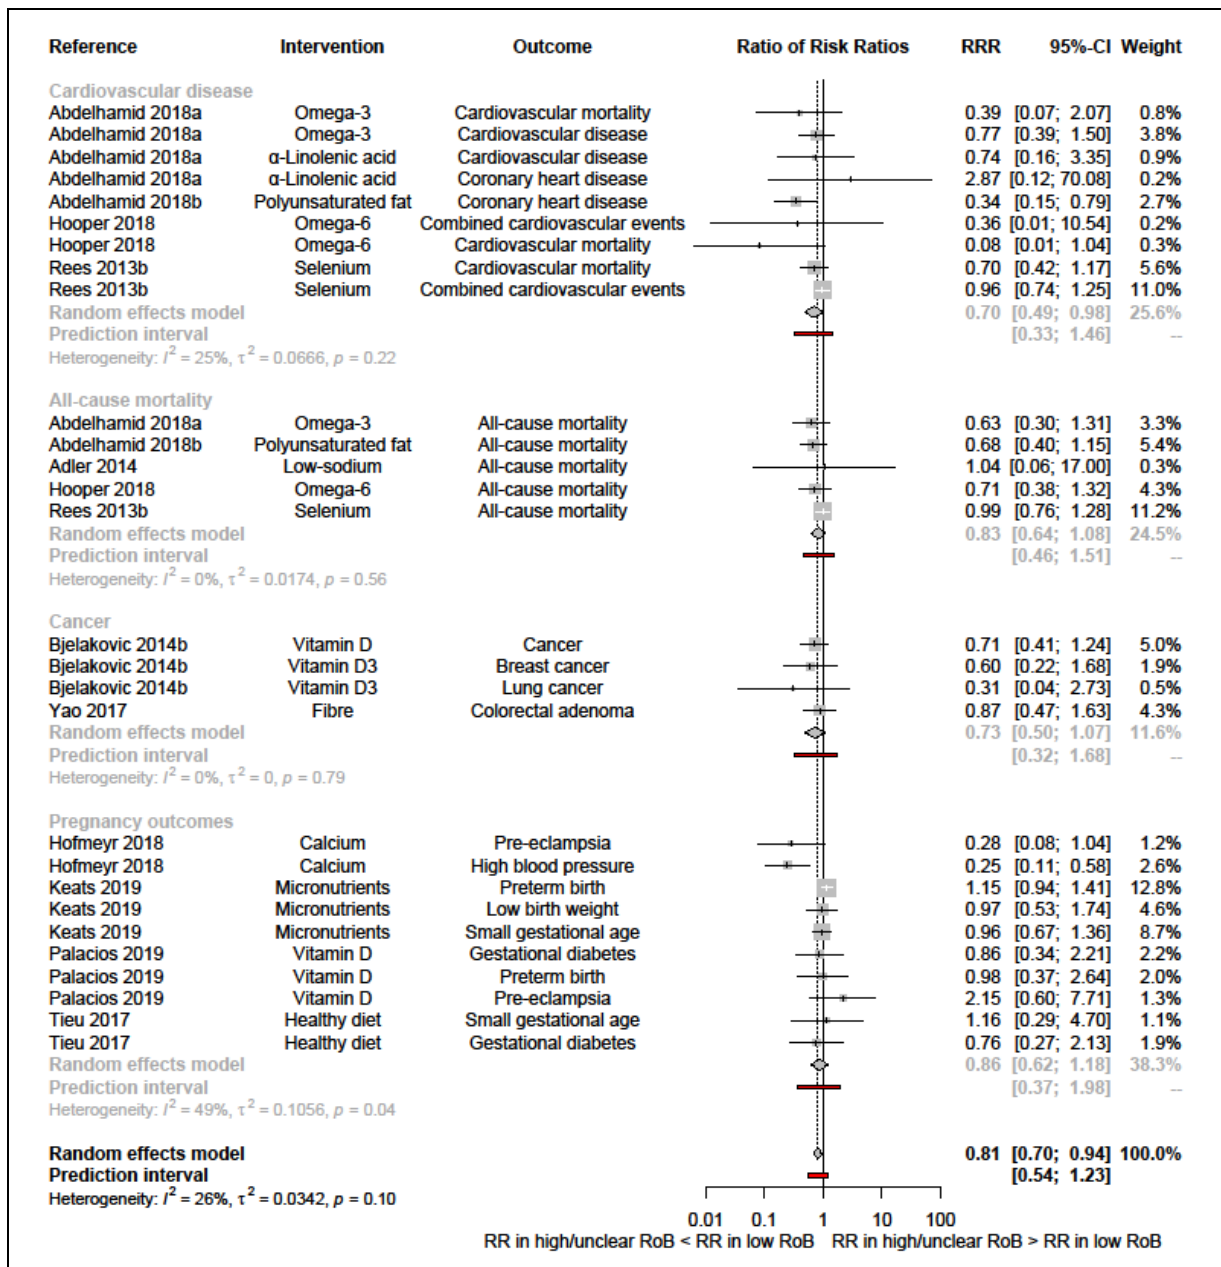 Reference Intervention Outcome Ratio of Risk Ratios RRR 95%-CI Weight
Cardiovascular disease
Abdelhamid 2018a Omega-3 Cardiovascular mortality 0.39 [0.07; 2.07] 0.8%
Abdelhamid 2018a Omega-3 Cardiovascular disease 0.77 [0.39; 1.50] 3.8%
Abdelhamid 2018a α-Linolenic acid Cardiovascular disease 0.74 [0.16; 3.35] 0.9%
Abdelhamid 2018a α-Linolenic acid Coronary heart disease 2.87 [0.12; 70.08] 0.2%
Abdelhamid 2018b Polyunsaturated fat Coronary heart disease 0.34 [0.15; 0.79] 2.7%
Hooper 2018 Omega-6 Combined cardiovascular events 0.36 [0.01; 10.54] 0.2%
Hooper 2018 Omega-6 Cardiovascular mortality 0.08 [0.01; 1.04] 0.3%
Rees 2013b Selenium Cardiovascular mortality 0.70 [0.42; 1.17] 5.6%
Rees 2013b Selenium Combined cardiovascular events 0.96 [0.74; 1.25] 11.0%
Random effects model 0.70 [0.49; 0.98] 25.6%
Prediction interval [0.33; 1.46] --
Heterogeneity: I² = 25%, τ² = 0.0666, p = 0.22
All-cause mortality
Abdelhamid 2018a Omega-3 All-cause mortality 0.63 [0.30; 1.31] 3.3%
Abdelhamid 2018b Polyunsaturated fat All-cause mortality 0.68 [0.40; 1.15] 5.4%
Adler 2014 Low-sodium All-cause mortality 1.04 [0.06; 17.00] 0.3%
Hooper 2018 Omega-6 All-cause mortality 0.71 [0.38; 1.32] 4.3%
Rees 2013b Selenium All-cause mortality 0.99 [0.76; 1.28] 11.2%
Random effects model 0.83 [0.64; 1.08] 24.5%
Prediction interval [0.46; 1.51] --
Heterogeneity: I² = 0%, τ² = 0.0174, p = 0.56
Cancer
Bjelakovic 2014b Vitamin D Cancer 0.71 [0.41; 1.24] 5.0%
Bjelakovic 2014b Vitamin D3 Breast cancer 0.60 [0.22; 1.68] 1.9%
Bjelakovic 2014b Vitamin D3 Lung cancer 0.31 [0.04; 2.73] 0.5%
Yao 2017 Fibre Colorectal adenoma 0.87 [0.47; 1.63] 4.3%
Random effects model 0.73 [0.50; 1.07] 11.6%
Prediction interval [0.32; 1.68] --
Heterogeneity: I² = 0%, τ² = 0, p = 0.79
Pregnancy outcomes
Hofmeyr 2018 Calcium Pre-eclampsia 0.28 [0.08; 1.04] 1.2%
Hofmeyr 2018 Calcium High blood pressure 0.25 [0.11; 0.58] 2.6%
Keats 2019 Micronutrients Preterm birth 1.15 [0.94; 1.41] 12.8%
Keats 2019 Micronutrients Low birth weight 0.97 [0.53; 1.74] 4.6%
Keats 2019 Micronutrients Small gestational age 0.96 [0.67; 1.36] 8.7%
Palacios 2019 Vitamin D Gestational diabetes 0.86 [0.34; 2.21] 2.2%
Palacios 2019 Vitamin D Preterm birth 0.98 [0.37; 2.64] 2.0%
Palacios 2019 Vitamin D Pre-eclampsia 2.15 [0.60; 7.71] 1.3%
Tieu 2017 Healthy diet Small gestational age 1.16 [0.29; 4.70] 1.1%
Tieu 2017 Healthy diet Gestational diabetes 0.76 [0.27; 2.13] 1.9%
Random effects model 0.86 [0.62; 1.18] 38.3%
Prediction interval [0.37; 1.98] --
Heterogeneity: I² = 49%, τ² = 0.1056, p = 0.04
Random effects model 0.81 [0.70; 0.94] 100.0%
Prediction interval [0.54; 1.23]
Heterogeneity: I² = 26%, τ² = 0.0342, p = 0.10
0.01 0.1 1 10 100
RR in high/unclear RoB < RR in low RoB RR in high/unclear RoB > RR in low RoB